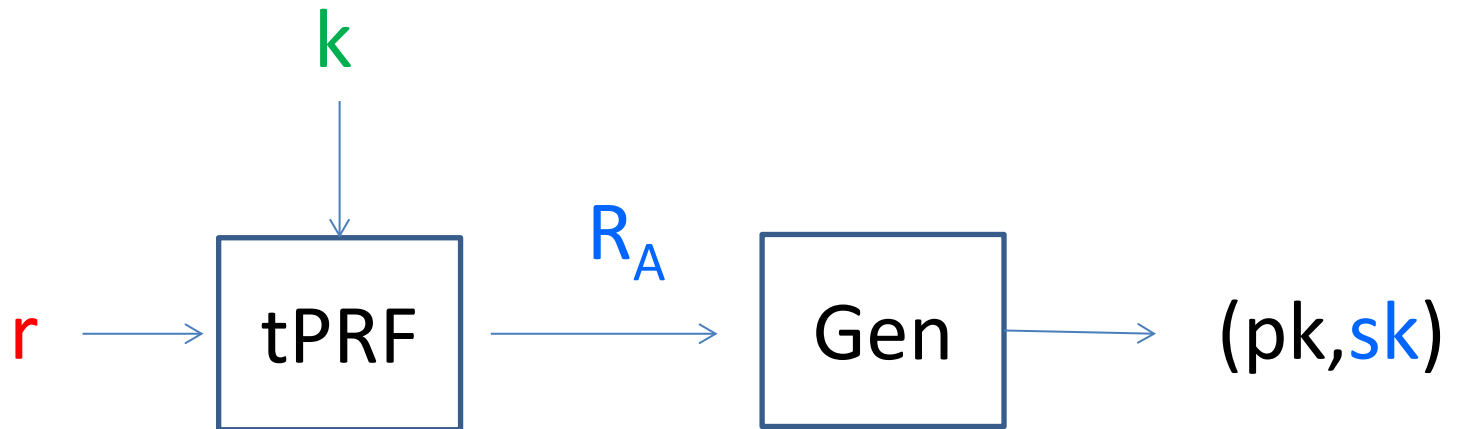 k
R_A
r
tPRF
Gen
(pk,sk)